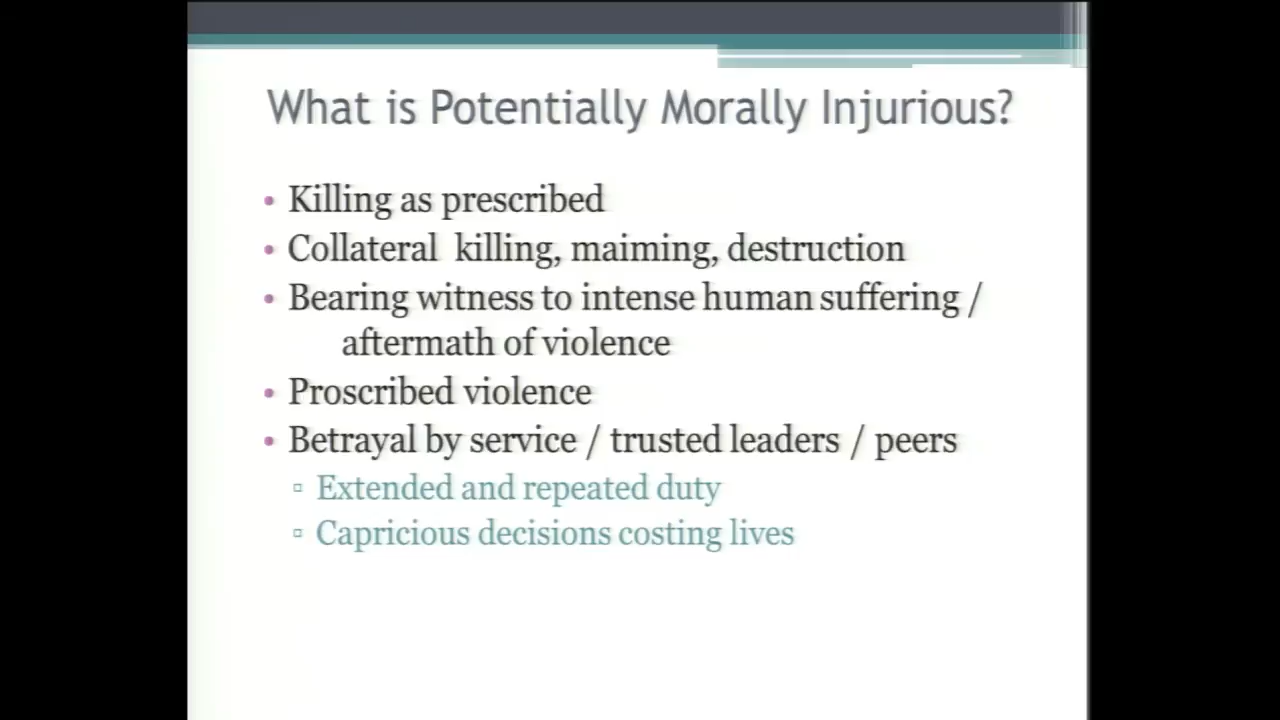 What is Potentially Morally Injurious?
• Killing as prescribed
• Collateral killing, maiming, destruction
• Bearing witness to intense human suffering /
aftermath of violence
• Proscribed violence
• Betrayal by service / trusted leaders / peers
▫ Extended and repeated duty
▫ Capricious decisions costing lives